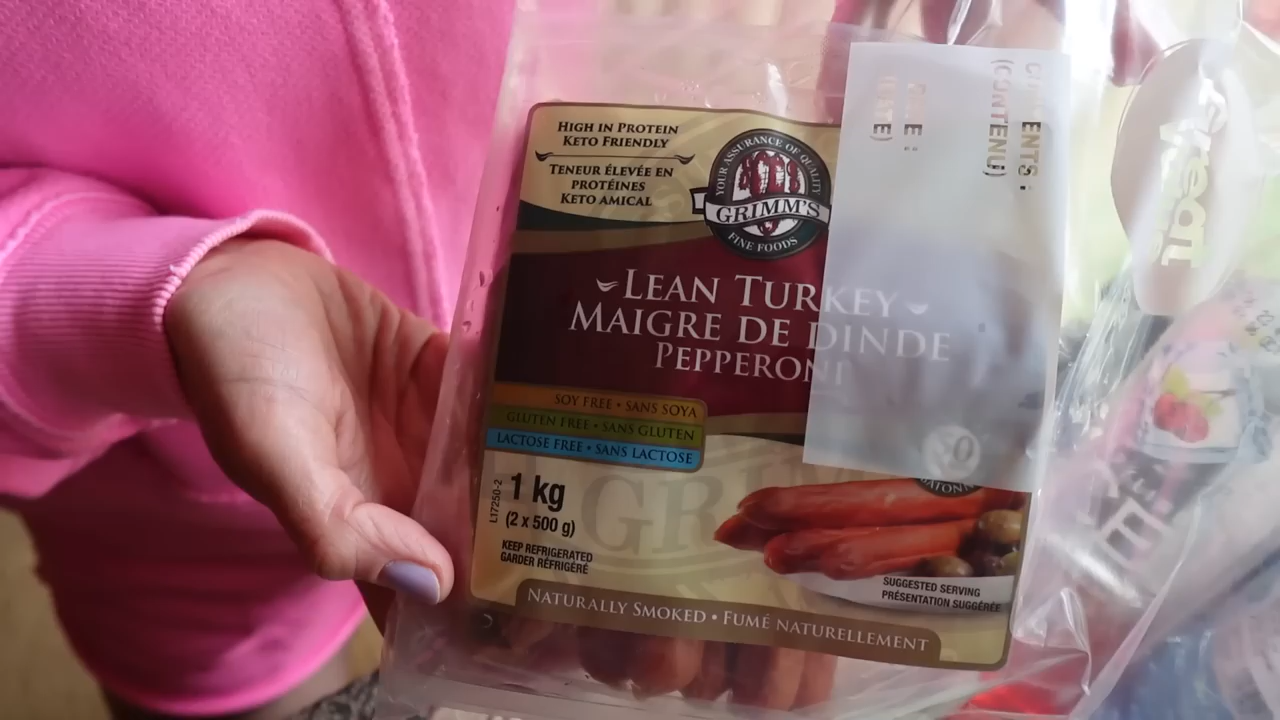 HIGH IN PROTEIN
KETO FRIENDLY
TENEUR ÉLEVÉE EN
PROTÉINES
KETO AMICAL
YOUR ASSURANCE OF QUALITY
GRIMM'S
FINE FOODS
LEAN TURKEY
MAIGRE DE DINDE
PEPPERONI
SOY FREE • SANS SOYA
GLUTEN FREE • SANS GLUTEN
LACTOSE FREE • SANS LACTOSE
1 kg
(2 x 500 g)
L17250-2
KEEP REFRIGERATED
GARDER RÉFRIGÉRÉ
SUGGESTED SERVING
PRÉSENTATION SUGGÉRÉE
NATURALLY SMOKED • FUMÉ NATURELLEMENT
(CONTENU)